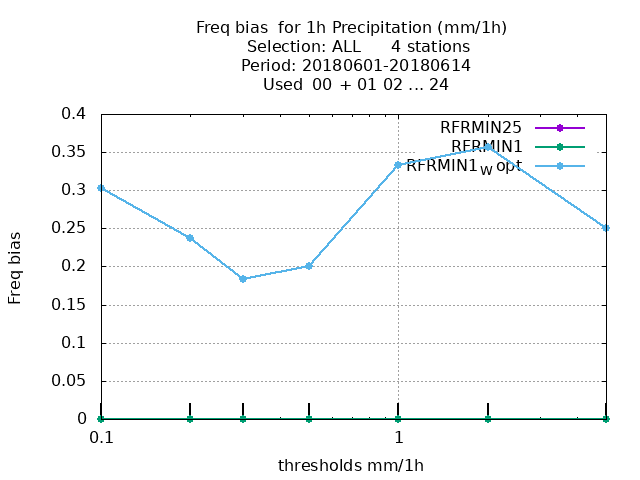 Freq bias  for 1h Precipitation (mm/1h)
Selection: ALL      4 stations
Period: 20180601-20180614
Used  00 + 01 02 ... 24
0.4
0.35
0.3
0.25
0.2
0.15
0.1
0.05
0
Freq bias
RFRMIN25
RFRMIN1
RFRMIN1W opt
0.1
1
thresholds mm/1h